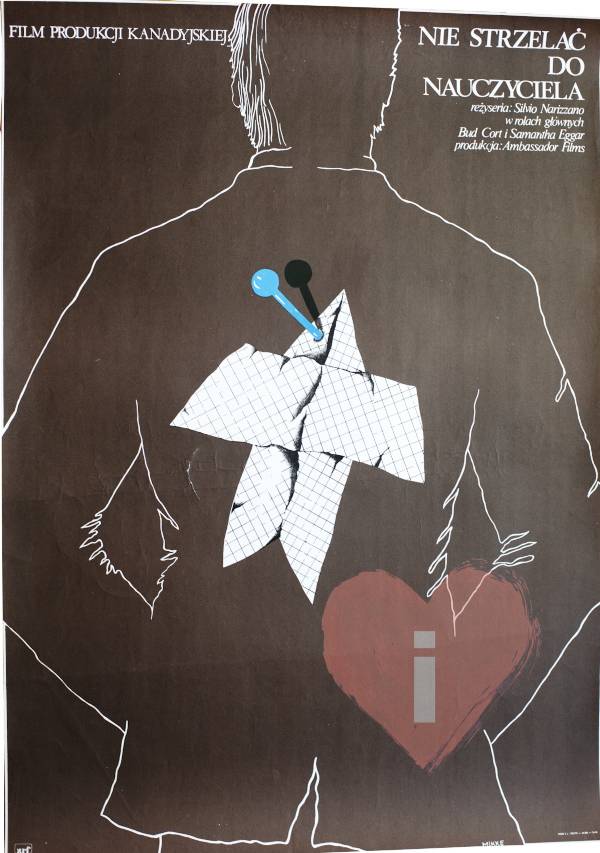 FILM PRODUKCJI KANADYJSKIEJ
NIE STRZELAĆ
DO
NAUCZYCIELA
reżyseria: Silvio Narizzano
w rolach głównych
Bud Cort i Samantha Eggar
produkcja: Ambassador Films
i
MIKKE